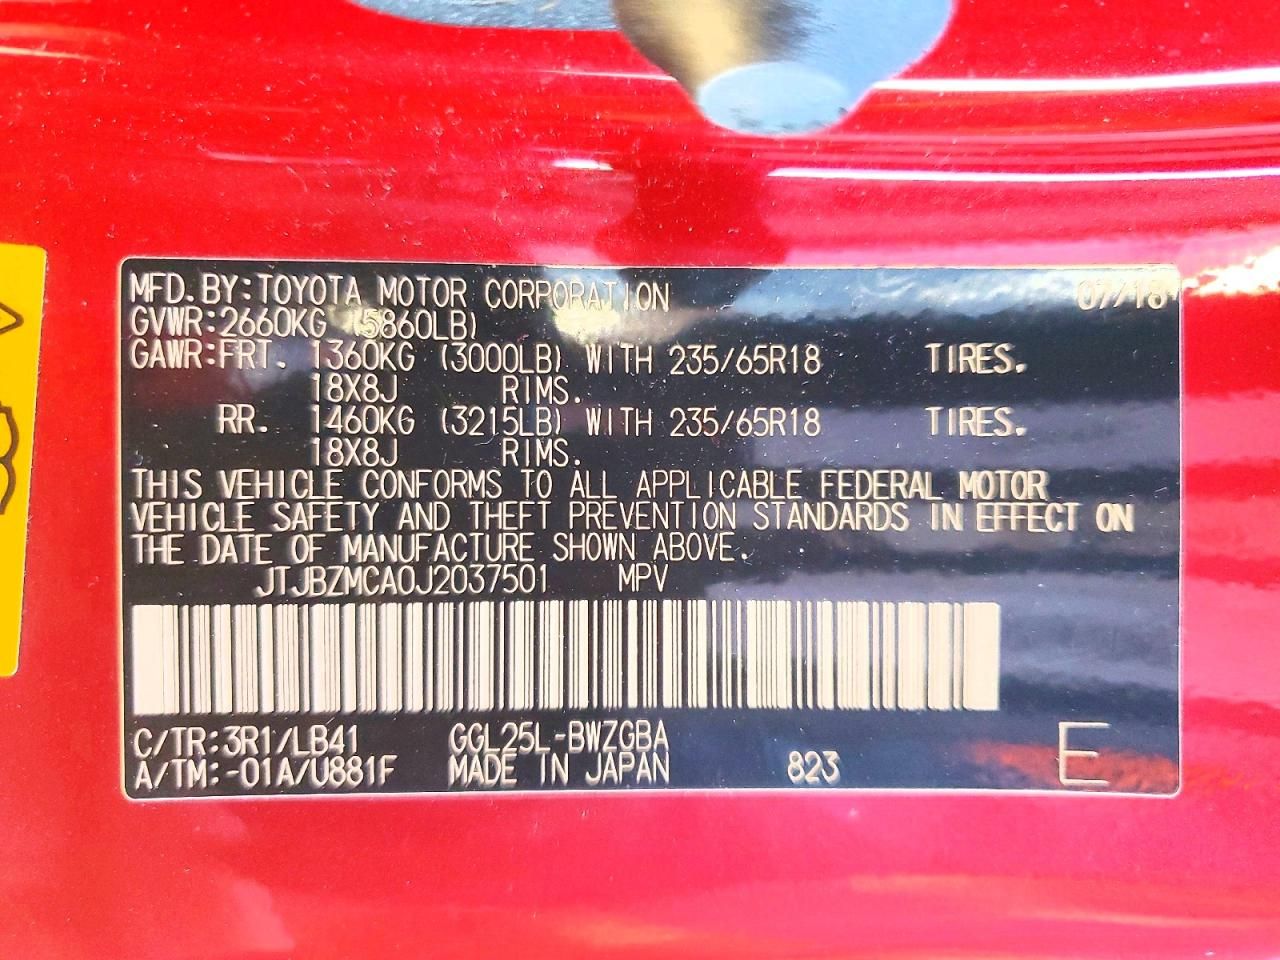 MFD. BY: TOYOTA MOTOR CORPORATION 07/18
GVWR: 2660KG (5860LB)
GAWR: FRT. 1360KG (3000LB) WITH 235/65R18 TIRES.
18X8J RIMS.
RR. 1460KG (3215LB) WITH 235/65R18 TIRES.
18X8J RIMS.
THIS VEHICLE CONFORMS TO ALL APPLICABLE FEDERAL MOTOR
VEHICLE SAFETY AND THEFT PREVENTION STANDARDS IN EFFECT ON
THE DATE OF MANUFACTURE SHOWN ABOVE.
JTJBZMCA0J2037501 MPV
C/TR: 3R1/LB41 GGL25L-BWZGBA
A/TM: -01A/U881F MADE IN JAPAN 823 E